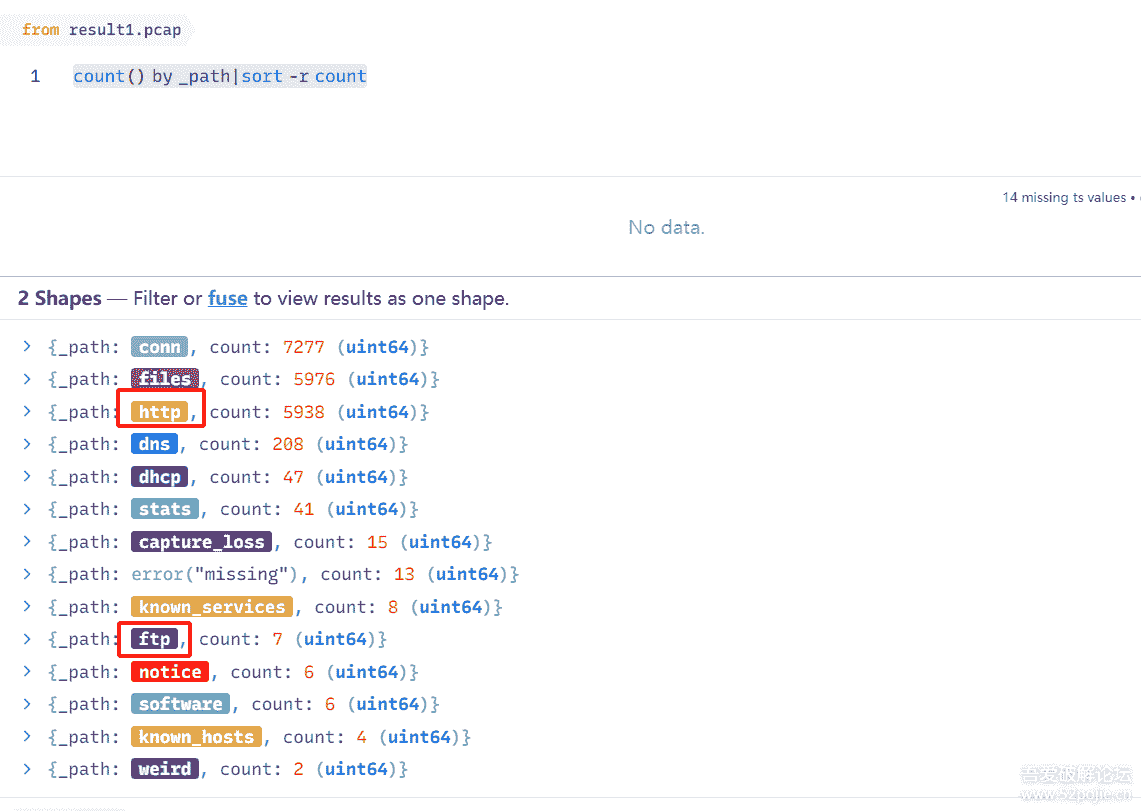 from result1.pcap
1 count() by _path|sort -r count
14 missing ts values •
No data.
2 Shapes — Filter or fuse to view results as one shape.
> {_path: conn, count: 7277 (uint64)}
> {_path: files, count: 5976 (uint64)}
> {_path: http, count: 5938 (uint64)}
> {_path: dns, count: 208 (uint64)}
> {_path: dhcp, count: 47 (uint64)}
> {_path: stats, count: 41 (uint64)}
> {_path: capture_loss, count: 15 (uint64)}
> {_path: error("missing"), count: 13 (uint64)}
> {_path: known_services, count: 8 (uint64)}
> {_path: ftp, count: 7 (uint64)}
> {_path: notice, count: 6 (uint64)}
> {_path: software, count: 6 (uint64)}
> {_path: known_hosts, count: 4 (uint64)}
> {_path: weird, count: 2 (uint64)}
吾爱破解论坛
www.52pojie.cn